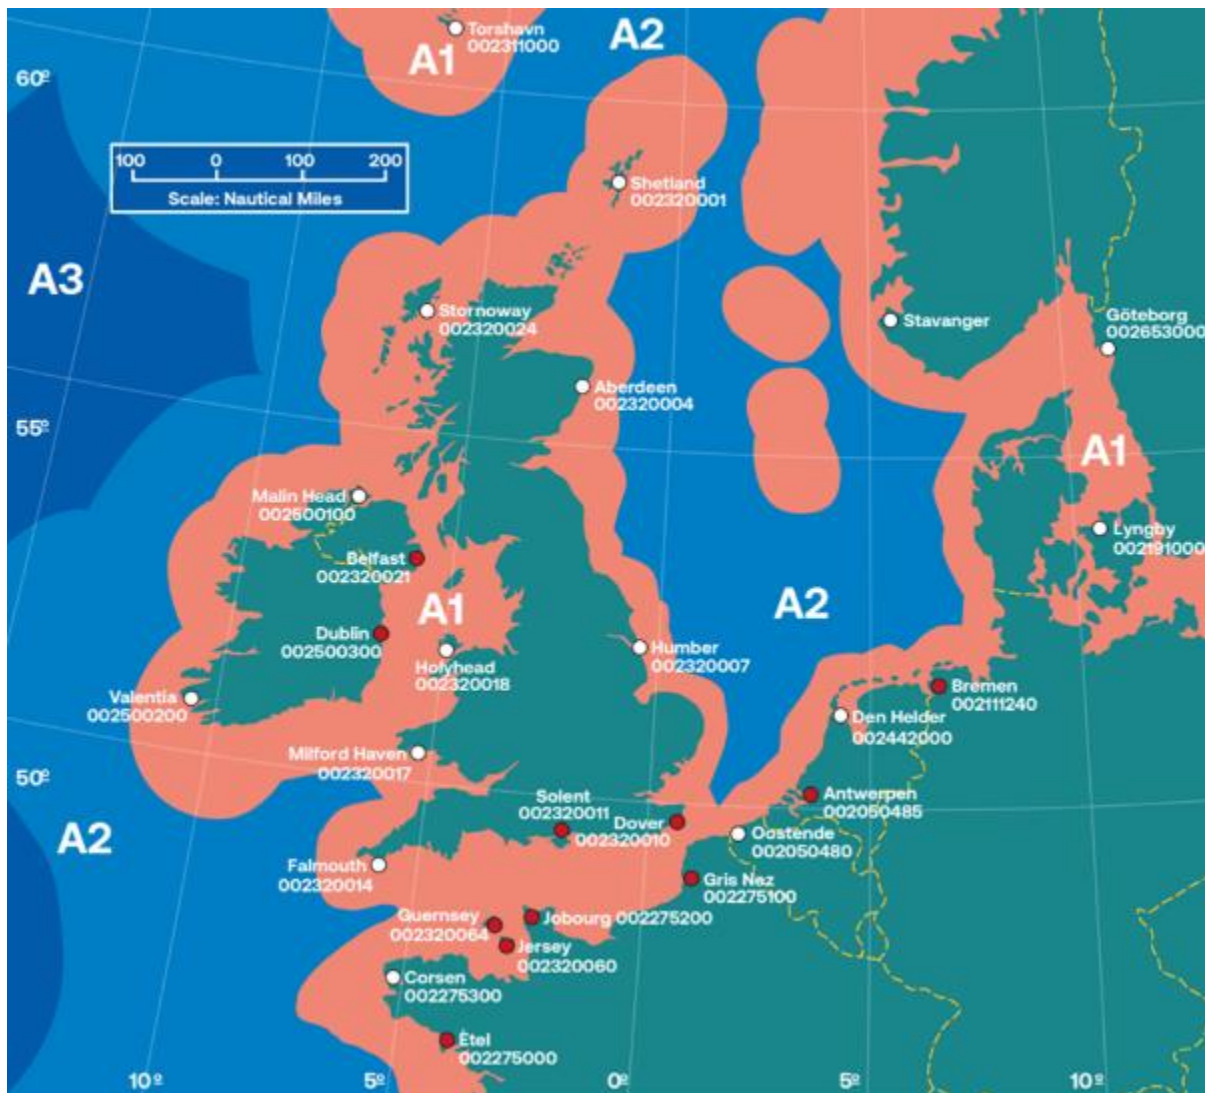 Torshavn
002311000
A1
A2
60º
100 0 100 200
Scale: Nautical Miles
Shetland
002320001
A3
Stornoway
002320024
Stavanger
Göteborg
002653000
Aberdeen
002320004
55º
A1
Malin Head
002500100
Belfast
002320021
Lyngby
002191000
A1
A2
Dublin
002500300
Holyhead
002320018
Humber
002320007
Valentia
002500200
Bremen
002111240
Den Helder
002442000
Milford Haven
002320017
50º
Solent
002320011
Dover
002320010
Antwerpen
002050485
Oostende
002050480
A2
Falmouth
002320014
Gris Nez
002275100
Guernsey
002320064
Jobourg 002275200
Jersey
002320060
Corsen
002275300
Etel
002275000
10º 5º 0º 5º 10º